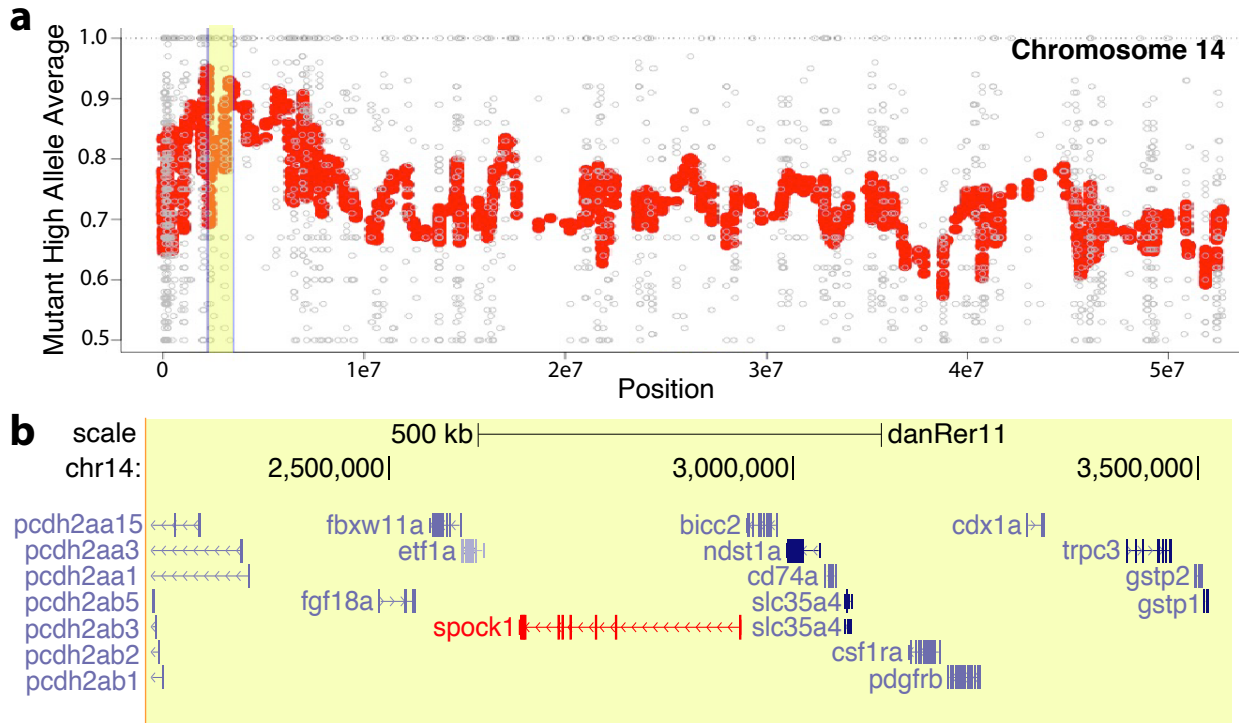 a
Mutant High Allele Average
1.0
0.9
0.8
0.7
0.6
0.5
Chromosome 14
0 1e7 2e7 3e7 4e7 5e7
Position
b
scale 500 kb danRer11
chr14: 2,500,000 3,000,000 3,500,000
pcdh2aa15 fbxw11a bicc2 cdx1a
pcdh2aa3 etf1a ndst1a trpc3
pcdh2aa1 cd74a gstp2
pcdh2ab5 fgf18a slc35a4 gstp1
pcdh2ab3 spock1 slc35a4
pcdh2ab2 csf1ra
pcdh2ab1 pdgfrb